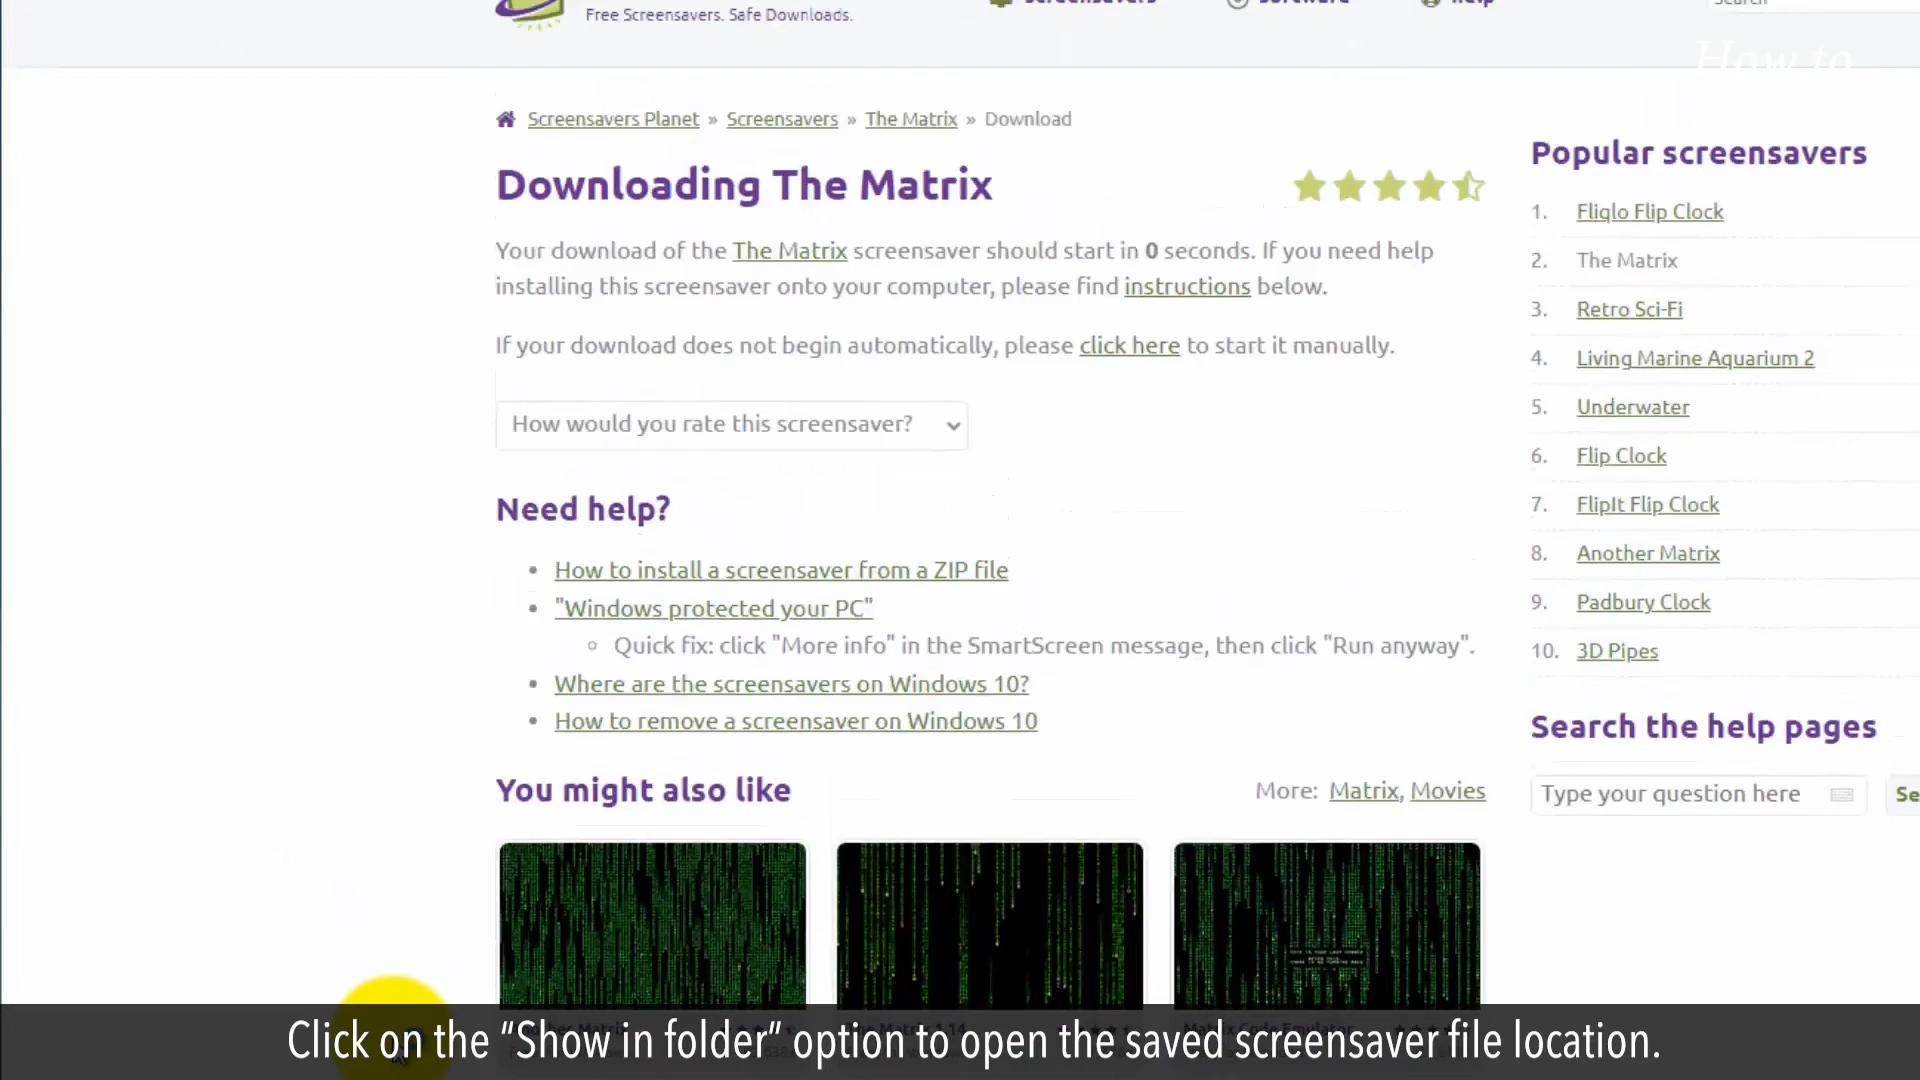 Free Screensavers. Safe Downloads.
Screensavers
Software
Help
Search
How to
Screensavers Planet » Screensavers » The Matrix » Download
Downloading The Matrix
Your download of the The Matrix screensaver should start in 0 seconds. If you need help
installing this screensaver onto your computer, please find instructions below.
If your download does not begin automatically, please click here to start it manually.
How would you rate this screensaver?
Need help?
• How to install a screensaver from a ZIP file
• "Windows protected your PC"
Quick fix: click "More info" in the SmartScreen message, then click "Run anyway".
• Where are the screensavers on Windows 10?
• How to remove a screensaver on Windows 10
You might also like
More: Matrix, Movies
Popular screensavers
1. Fliqlo Flip Clock
2. The Matrix
3. Retro Sci-Fi
4. Living Marine Aquarium 2
5. Underwater
6. Flip Clock
7. FlipIt Flip Clock
8. Another Matrix
9. Padbury Clock
10. 3D Pipes
Search the help pages
Type your question here
Se
Click on the “Show in folder” option to open the saved screensaver file location.